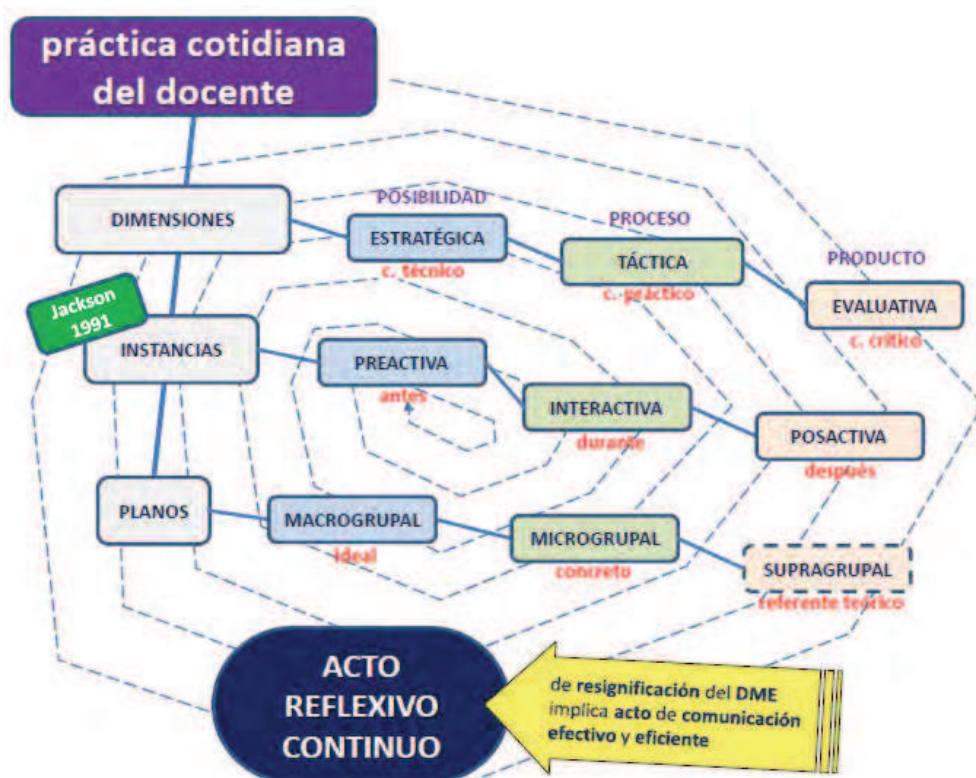 práctica cotidiana
del docente
POSIBILIDAD
PROCESO
PRODUCTO
DIMENSIONES
ESTRATÉGICA
c. técnico
TÁCTICA
c. práctico
EVALUATIVA
c. crítico
Jackson
1991
INSTANCIAS
PREACTIVA
antes
INTERACTIVA
durante
POSACTIVA
después
PLANOS
MACROGRUPAL
ideal
MICROGRUPAL
concreto
SUPRAGRUPAL
referente teórico
ACTO
REFLEXIVO
CONTINUO
de resignificación del DME
implica acto de comunicación
efectivo y eficiente